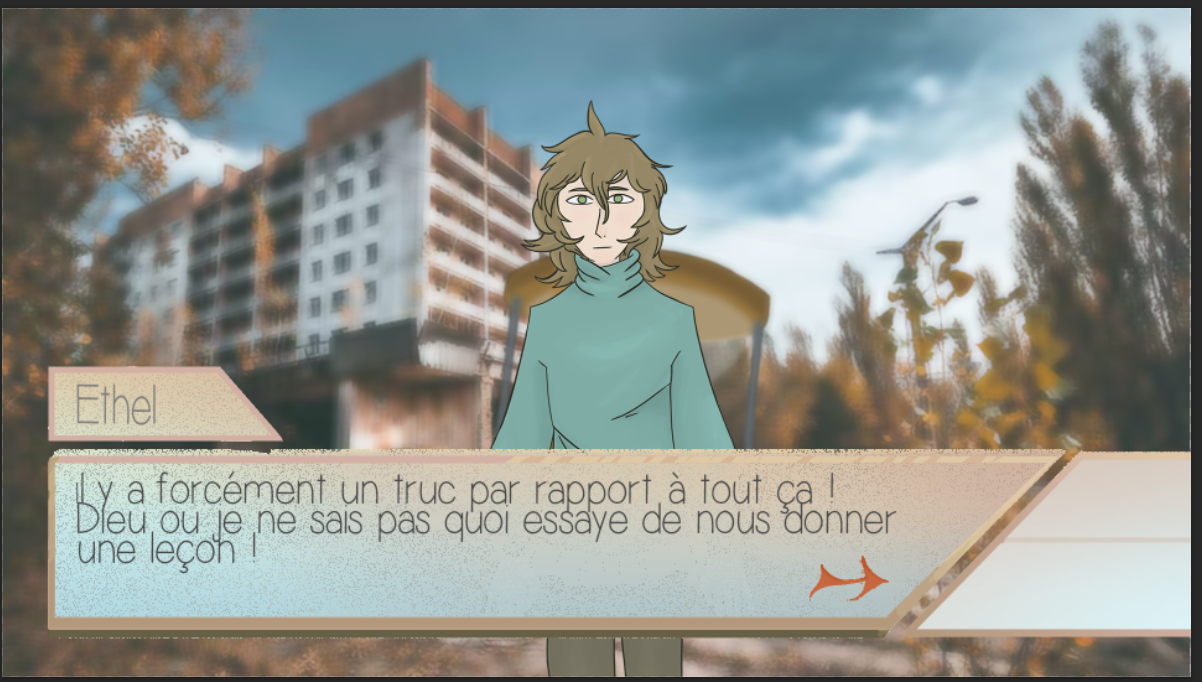 Ethel
Il y a forcément un truc par rapport à tout ça !
Dieu ou je ne sais pas quoi essaye de nous donner
une leçon !